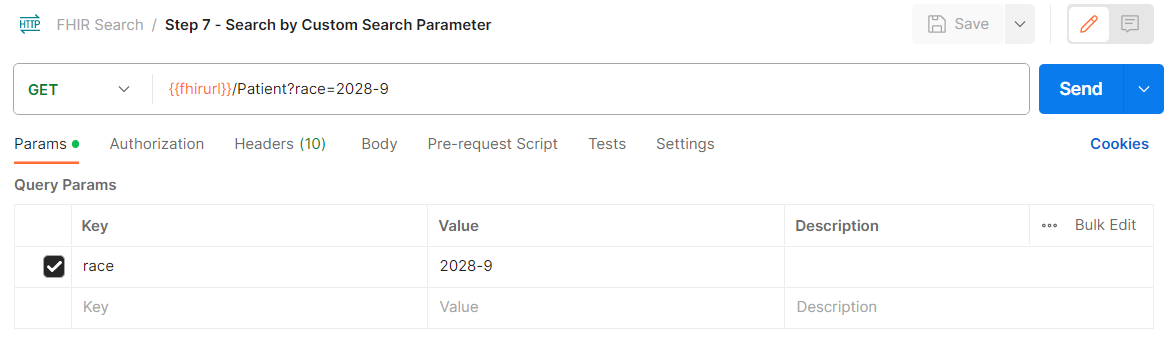 HTTP FHIR Search / Step 7 - Search by Custom Search Parameter Save
GET {{fhirurl}}/Patient?race=2028-9 Send
Params Authorization Headers (10) Body Pre-request Script Tests Settings Cookies
Query Params
Key Value Description Bulk Edit
race 2028-9
Key Value Description